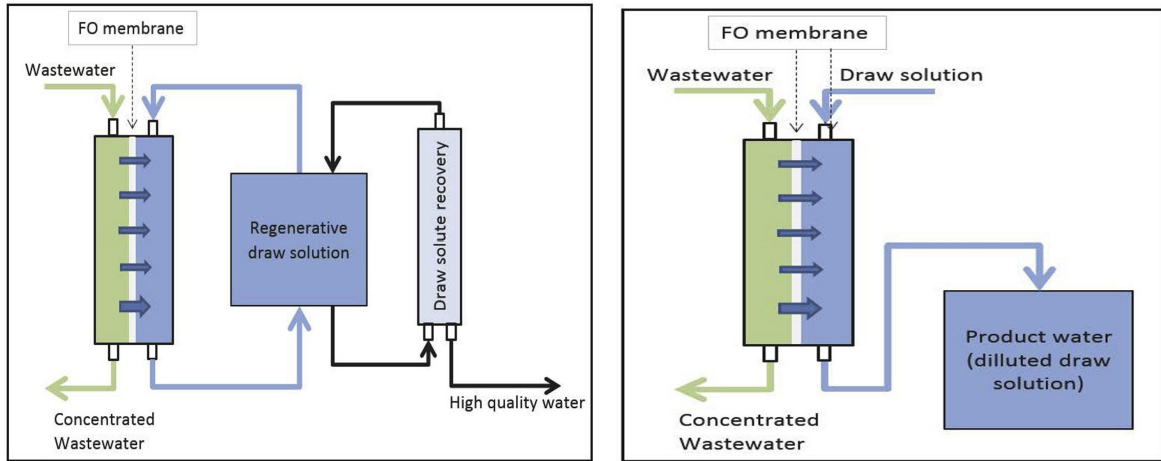 FO membrane
Wastewater
Regenerative
draw solution
Draw solute recovery
Concentrated
Wastewater
High quality water
FO membrane
Wastewater
Draw solution
Product water
(dilluted draw
solution)
Concentrated
Wastewater